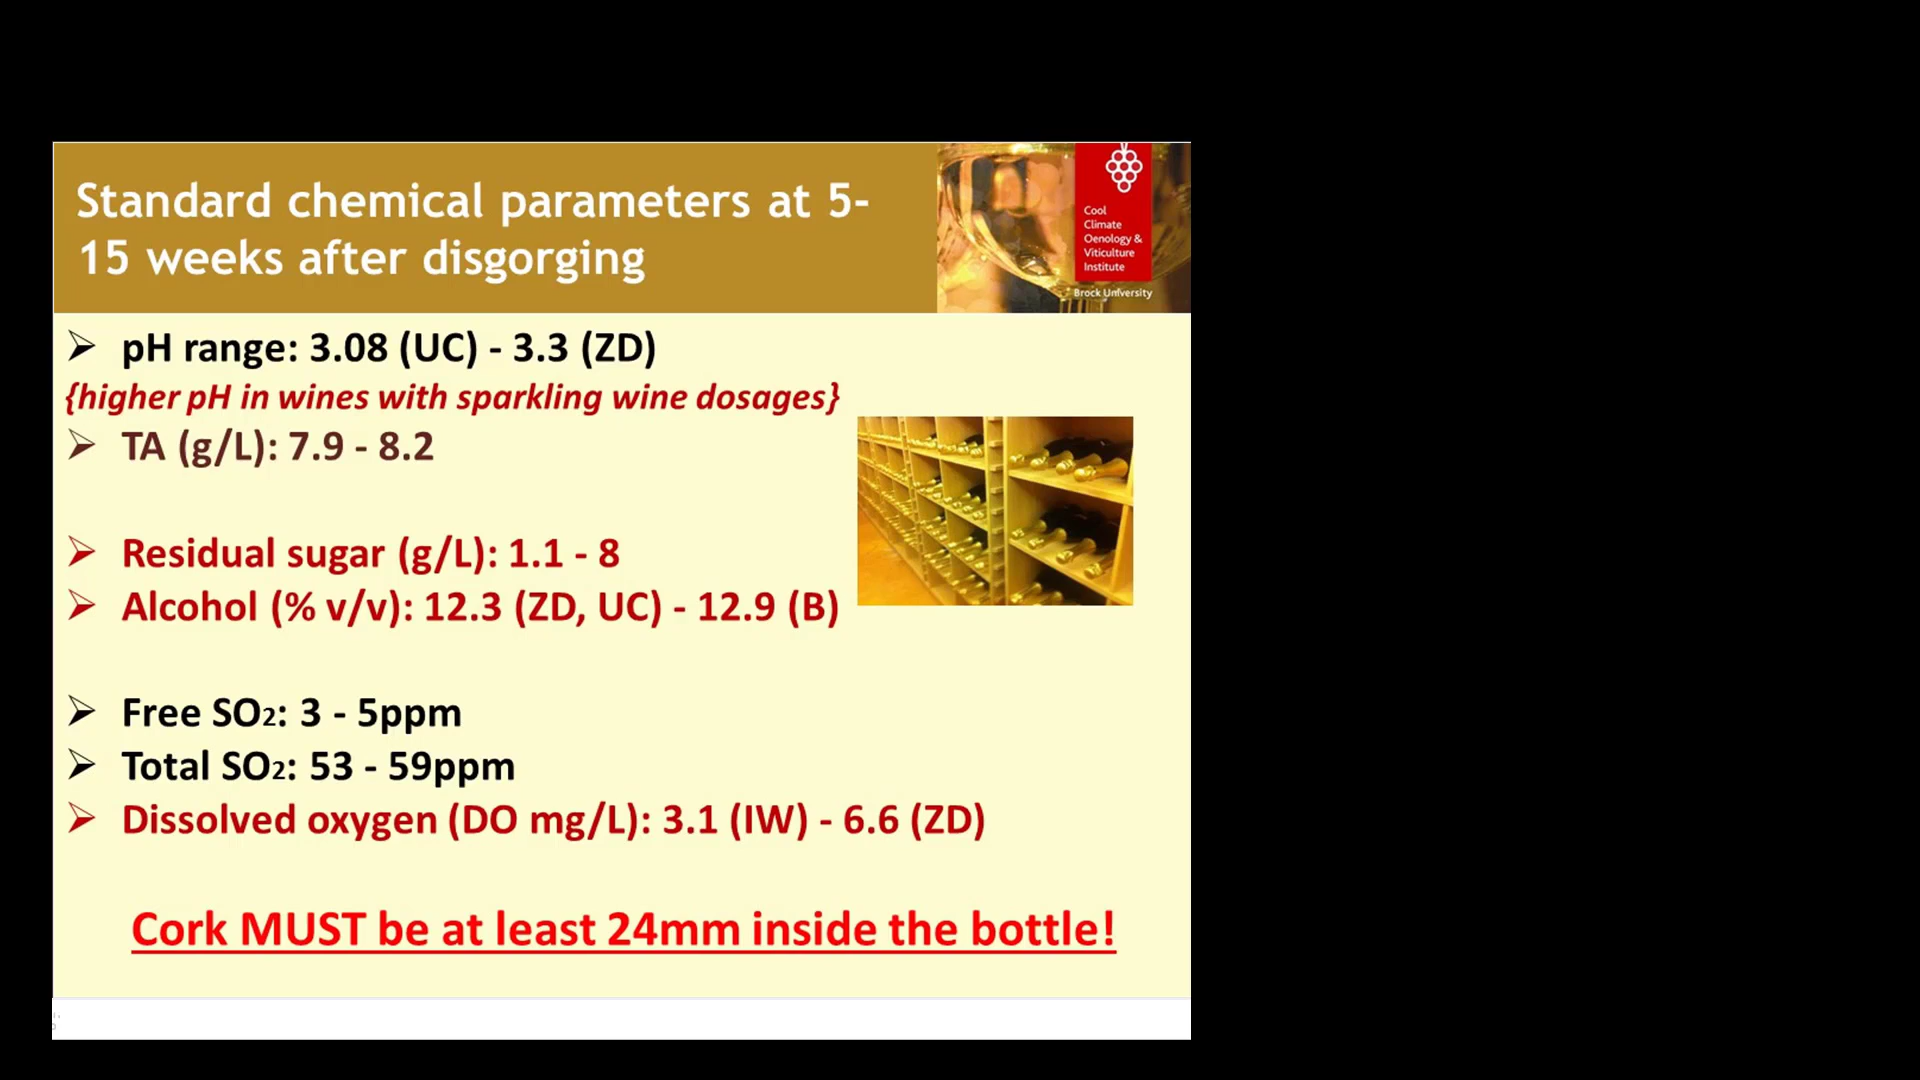 Standard chemical parameters at 5-
15 weeks after disgorging
Cool
Climate
Oenology &
Viticulture
Institute
Brock University
➢ pH range: 3.08 (UC) - 3.3 (ZD)
{higher pH in wines with sparkling wine dosages}
➢ TA (g/L): 7.9 - 8.2
➢ Residual sugar (g/L): 1.1 - 8
➢ Alcohol (% v/v): 12.3 (ZD, UC) - 12.9 (B)
➢ Free SO₂: 3 - 5ppm
➢ Total SO₂: 53 - 59ppm
➢ Dissolved oxygen (DO mg/L): 3.1 (IW) - 6.6 (ZD)
Cork MUST be at least 24mm inside the bottle!